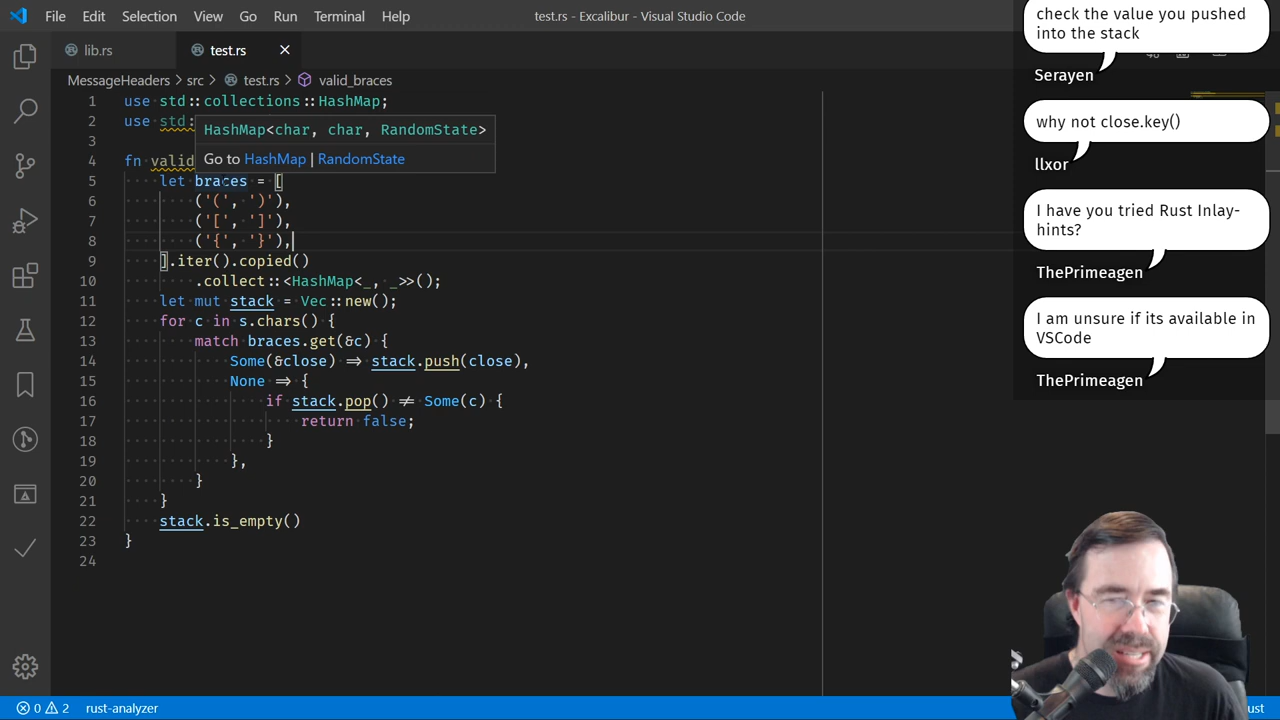 File Edit Selection View Go Run Terminal Help
test.rs - Excalibur - Visual Studio Code
lib.rs
test.rs
MessageHeaders > src > test.rs > valid_braces
1 use std::collections::HashMap;
2 use std:
HashMap<char, char, RandomState>
Go to HashMap | RandomState
3
4 fn valid
5 let braces = [
6 ('(', ')'),
7 ('[', ']'),
8 ('{', '}'),
9 ].iter().copied()
10 .collect::<HashMap<_, _>>();
11 let mut stack = Vec::new();
12 for c in s.chars() {
13 match braces.get(&c) {
14 Some(&close) => stack.push(close),
15 None => {
16 if stack.pop() != Some(c) {
17 return false;
18 }
19 },
20 }
21 }
22 stack.is_empty()
23 }
24
check the value you pushed
into the stack
Serayen
why not close.key()
llxor
I have you tried Rust Inlay-
hints?
ThePrimeagen
I am unsure if its available in
VSCode
ThePrimeagen
0 2 rust-analyzer
ust